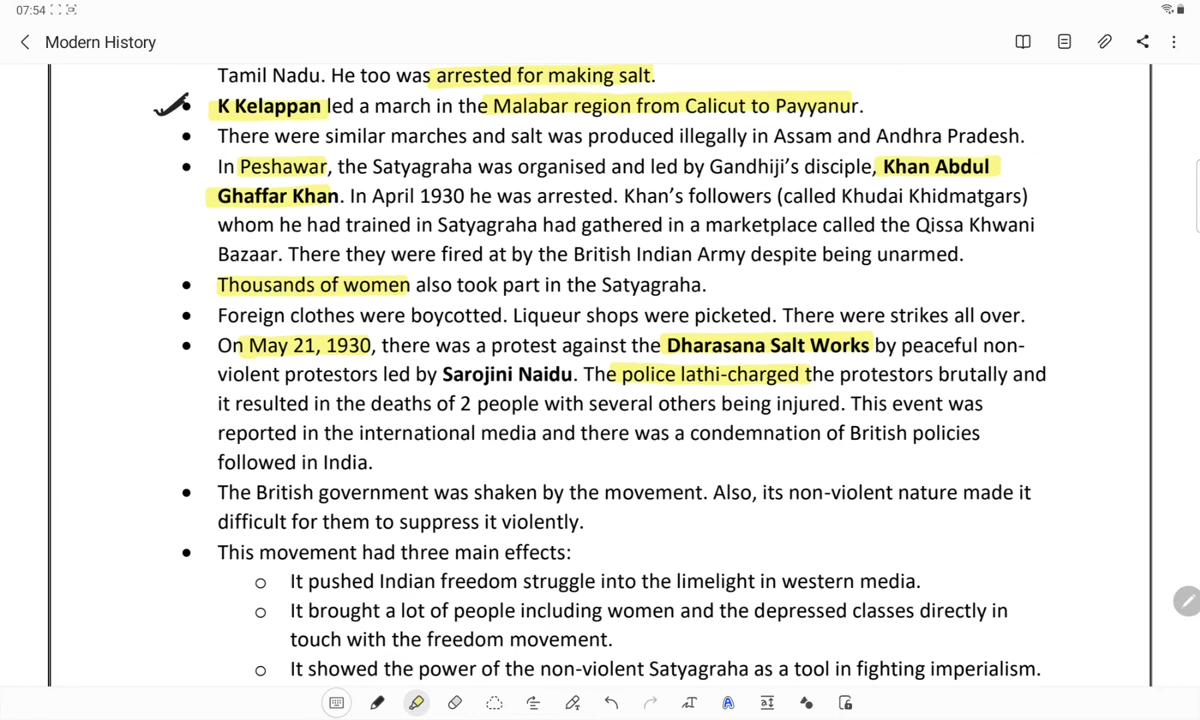 07:54
Modern History
Tamil Nadu. He too was arrested for making salt.
• K Kelappan led a march in the Malabar region from Calicut to Payyanur.
• There were similar marches and salt was produced illegally in Assam and Andhra Pradesh.
• In Peshawar, the Satyagraha was organised and led by Gandhiji's disciple, Khan Abdul
Ghaffar Khan. In April 1930 he was arrested. Khan's followers (called Khudai Khidmatgars)
whom he had trained in Satyagraha had gathered in a marketplace called the Qissa Khwani
Bazaar. There they were fired at by the British Indian Army despite being unarmed.
• Thousands of women also took part in the Satyagraha.
• Foreign clothes were boycotted. Liqueur shops were picketed. There were strikes all over.
• On May 21, 1930, there was a protest against the Dharasana Salt Works by peaceful non-
violent protestors led by Sarojini Naidu. The police lathi-charged the protestors brutally and
it resulted in the deaths of 2 people with several others being injured. This event was
reported in the international media and there was a condemnation of British policies
followed in India.
• The British government was shaken by the movement. Also, its non-violent nature made it
difficult for them to suppress it violently.
• This movement had three main effects:
o It pushed Indian freedom struggle into the limelight in western media.
o It brought a lot of people including women and the depressed classes directly in
touch with the freedom movement.
o It showed the power of the non-violent Satyagraha as a tool in fighting imperialism.